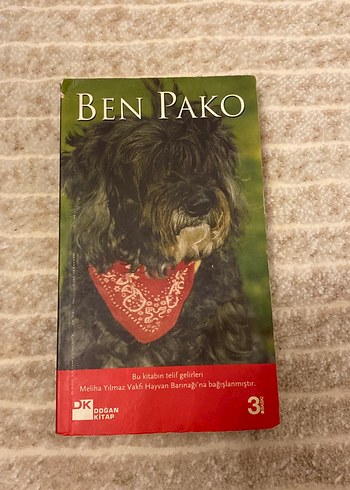 BEN PAKO
Bu kitabın telif gelirleri
Meliha Yılmaz Vakfı Hayvan Barınağı'na bağışlanmıştır.
DK
DOĞAN
KİTAP
3.